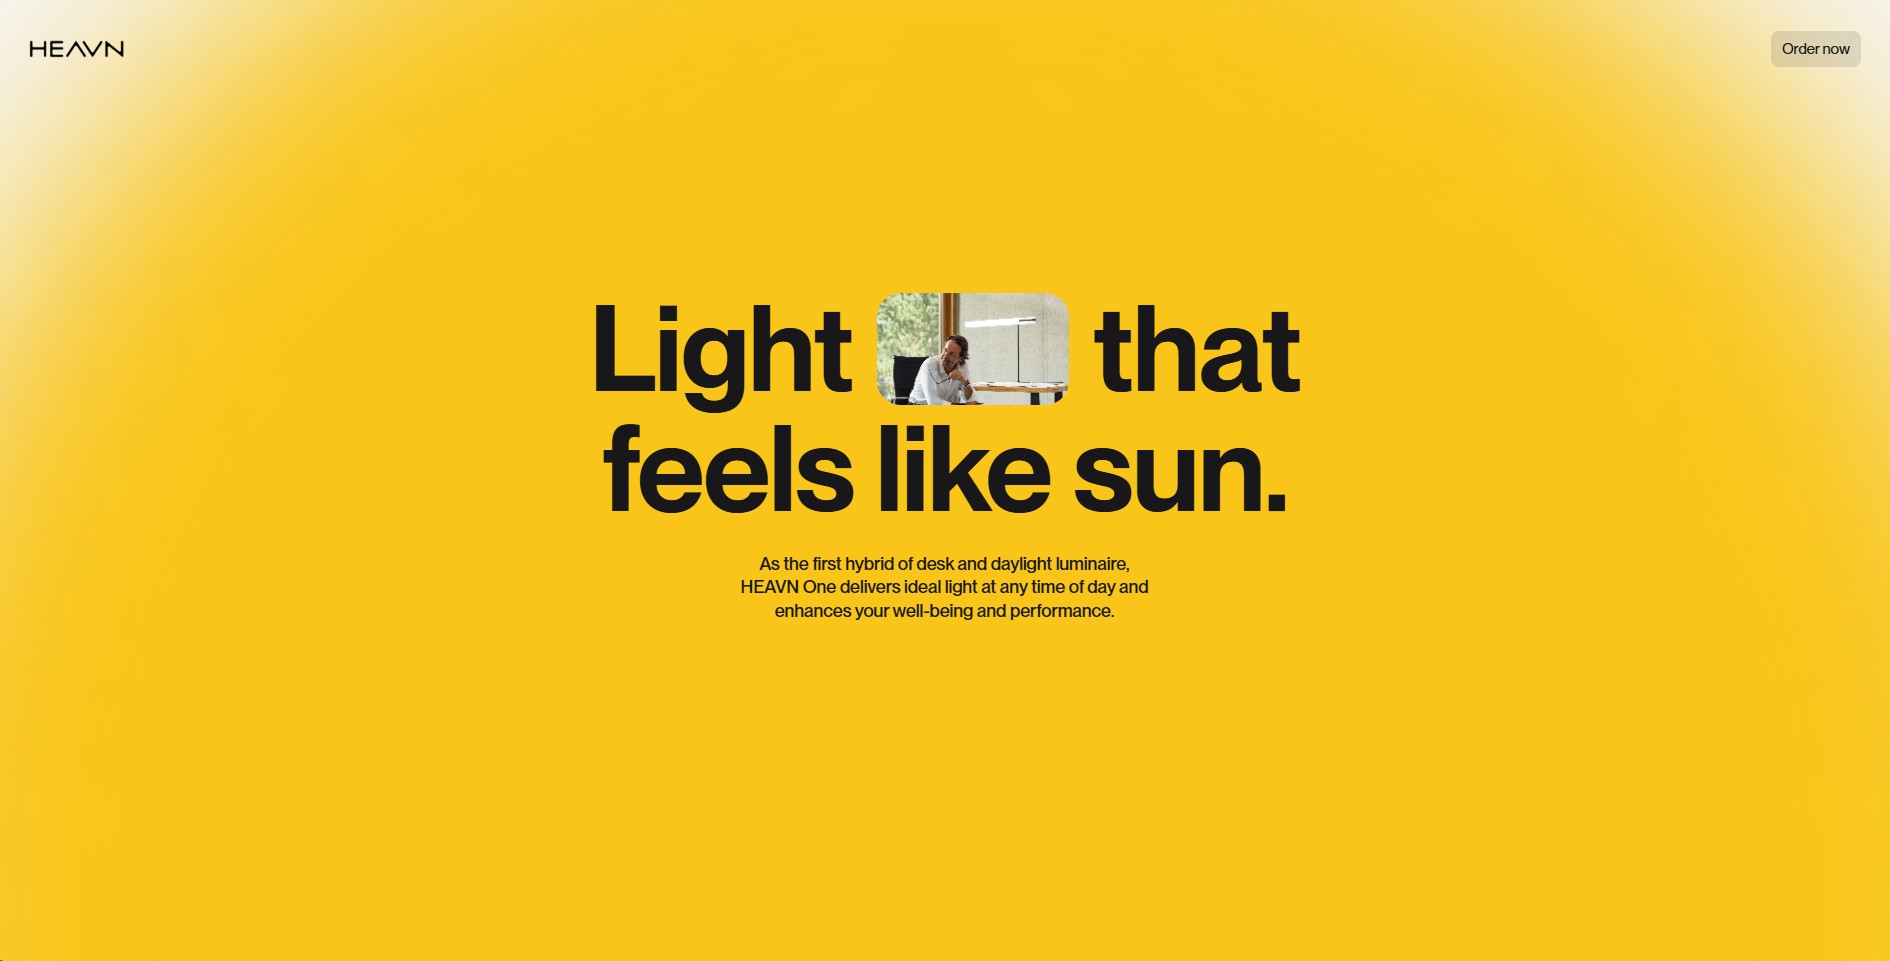 HEAVN
Order now
Light that
feels like sun.
As the first hybrid of desk and daylight luminaire,
HEAVN One delivers ideal light at any time of day and
enhances your well-being and performance.